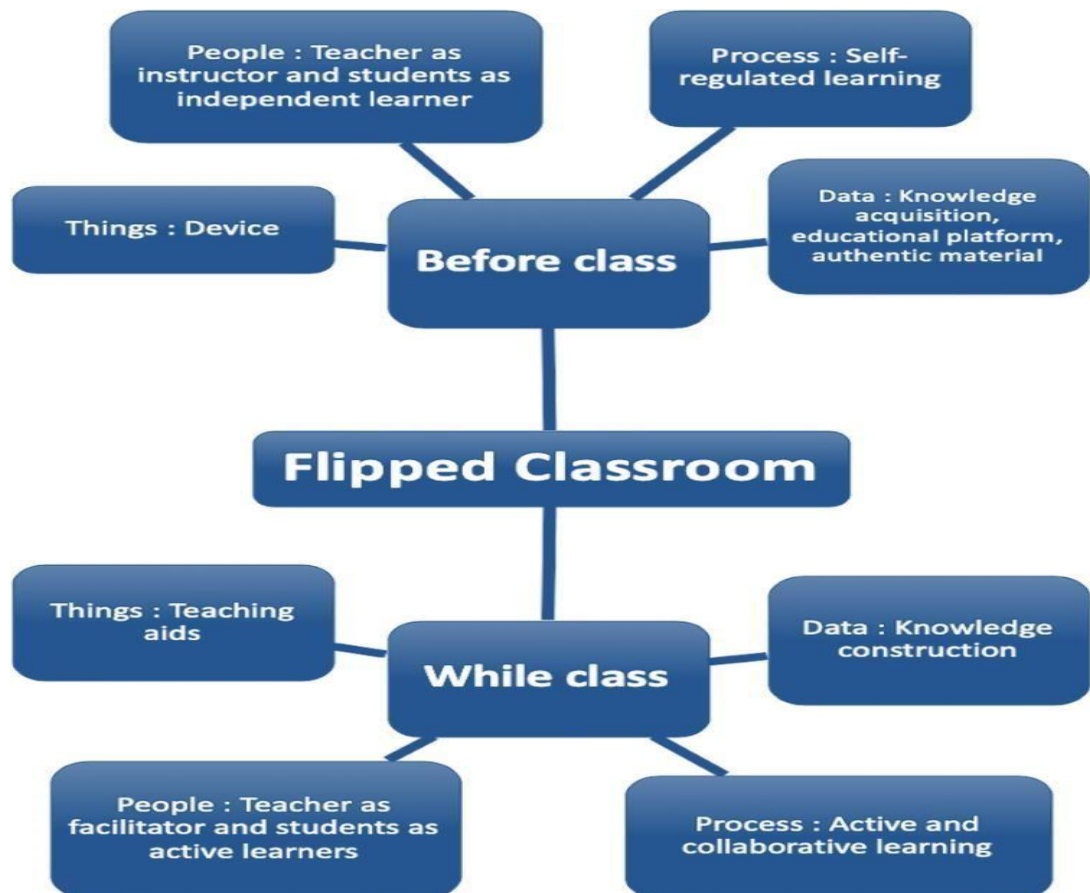 People : Teacher as
instructor and students as
independent learner
Process : Self-
regulated learning
Things : Device
Before class
Data : Knowledge
acquisition,
educational platform,
authentic material
Flipped Classroom
Things : Teaching
aids
While class
Data : Knowledge
construction
People : Teacher as
facilitator and students as
active learners
Process : Active and
collaborative learning